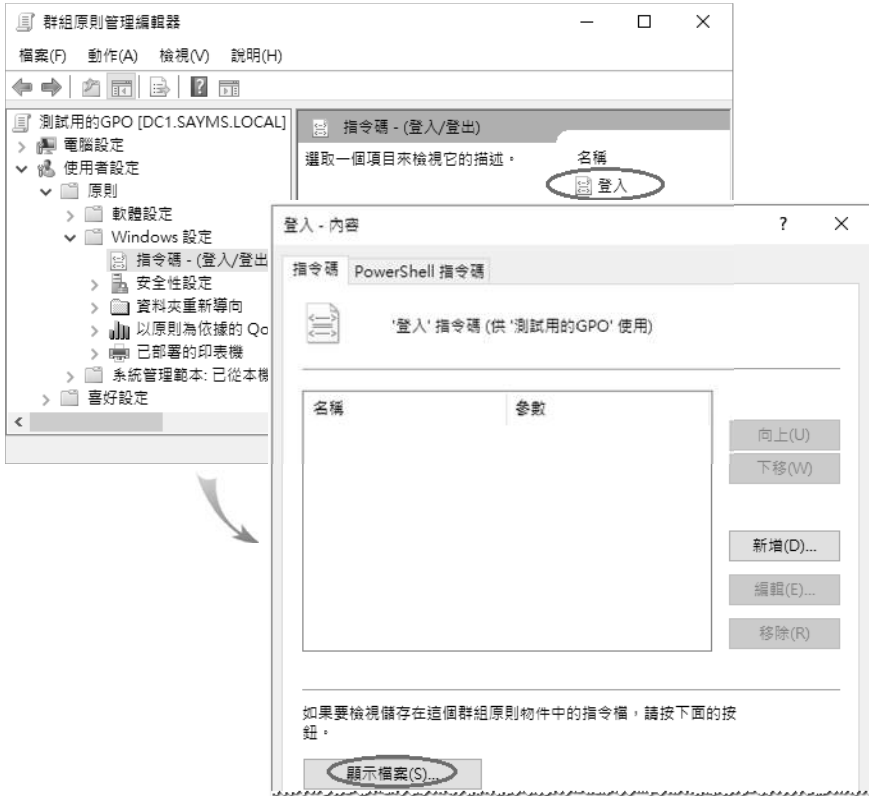 群組原則管理編輯器
檔案(F) 動作(A) 檢視(V) 說明(H)
測試用的GPO [DC1.SAYMS.LOCAL]
電腦設定
使用者設定
原則
軟體設定
Windows 設定
指令碼 - (登入/登出
安全性設定
資料夾重新導向
以原則為依據的 Qo
已部署的印表機
系統管理範本: 已從本機
喜好設定
指令碼 - (登入/登出)
選取一個項目來檢視它的描述。
名稱
登入
登入 - 內容
指令碼 PowerShell 指令碼
'登入' 指令碼 (供 '測試用的GPO' 使用)
名稱 參數
向上(U)
下移(W)
新增(D)...
編輯(E)...
移除(R)
如果要檢視儲存在這個群組原則物件中的指令檔，請按下面的按
鈕。
顯示檔案(S)...